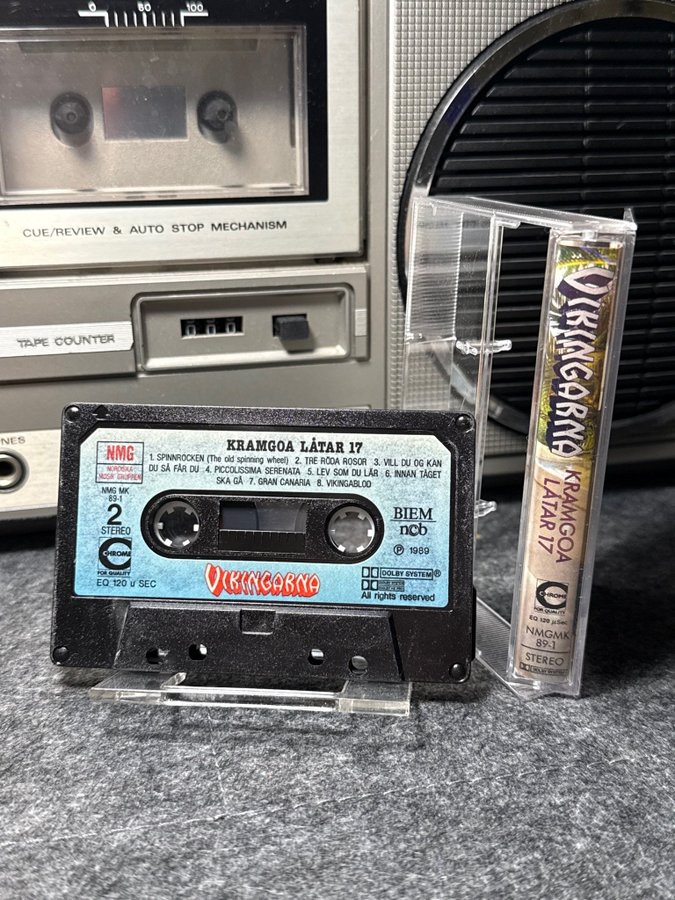 0 50 100
CUE/REVIEW & AUTO STOP MECHANISM
TAPE COUNTER
000
NMG
NORDISKA
MUSIK GRUPPEN
NMG MK
89-1
2
STEREO
CHROME
FOR QUALITY
EQ 120 u SEC
KRAMGOA LÅTAR 17
1. SPINNROCKEN (The old spinning wheel) 2. TRE RÖDA ROSOR 3. VILL DU OG KAN
DU SÅ FÅR DU 4. PICCOLISSIMA SERENATA 5. LEV SOM DU LÄR 6. INNAN TÅGET
SKA GÅ 7. GRAN CANARIA 8. VIKINGABLOD
BIEM
ncb
℗ 1989
DOLBY SYSTEM®
All rights reserved
VIKINGARNA
VIKINGARNA
KRAMGOA
LÅTAR 17
CHROME
FOR QUALITY
EQ 120 µSec
NMGMK
89-1
STEREO